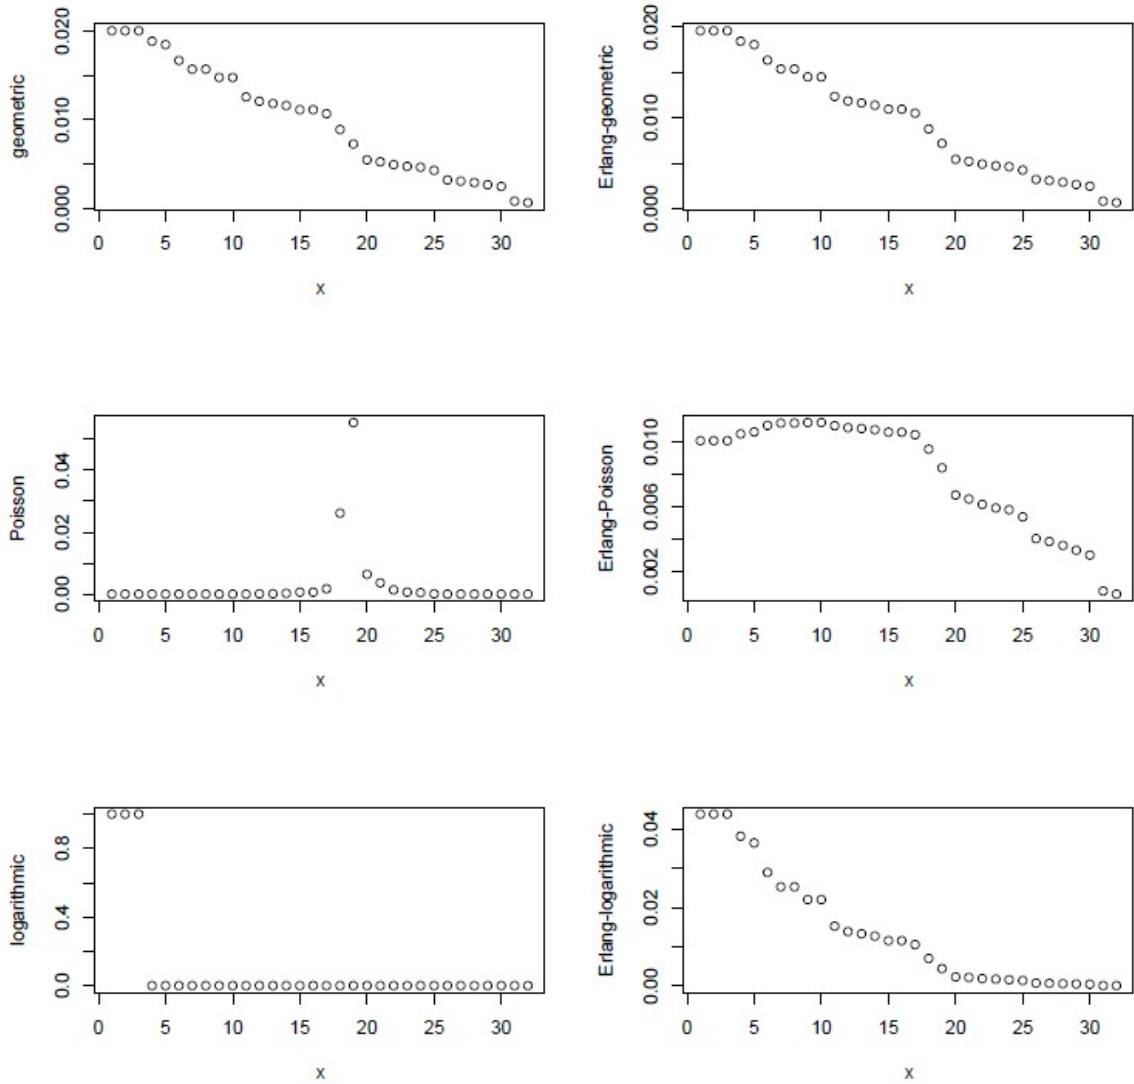 geometric
0.000 0.010 0.020
0 5 10 15 20 25 30
x
Erlang-geometric
0.000 0.010 0.020
0 5 10 15 20 25 30
x
Poisson
0.00 0.02 0.04
0 5 10 15 20 25 30
x
Erlang-Poisson
0.002 0.006 0.010
0 5 10 15 20 25 30
x
logarithmic
0.0 0.4 0.8
0 5 10 15 20 25 30
x
Erlang-logarithmic
0.00 0.02 0.04
0 5 10 15 20 25 30
x